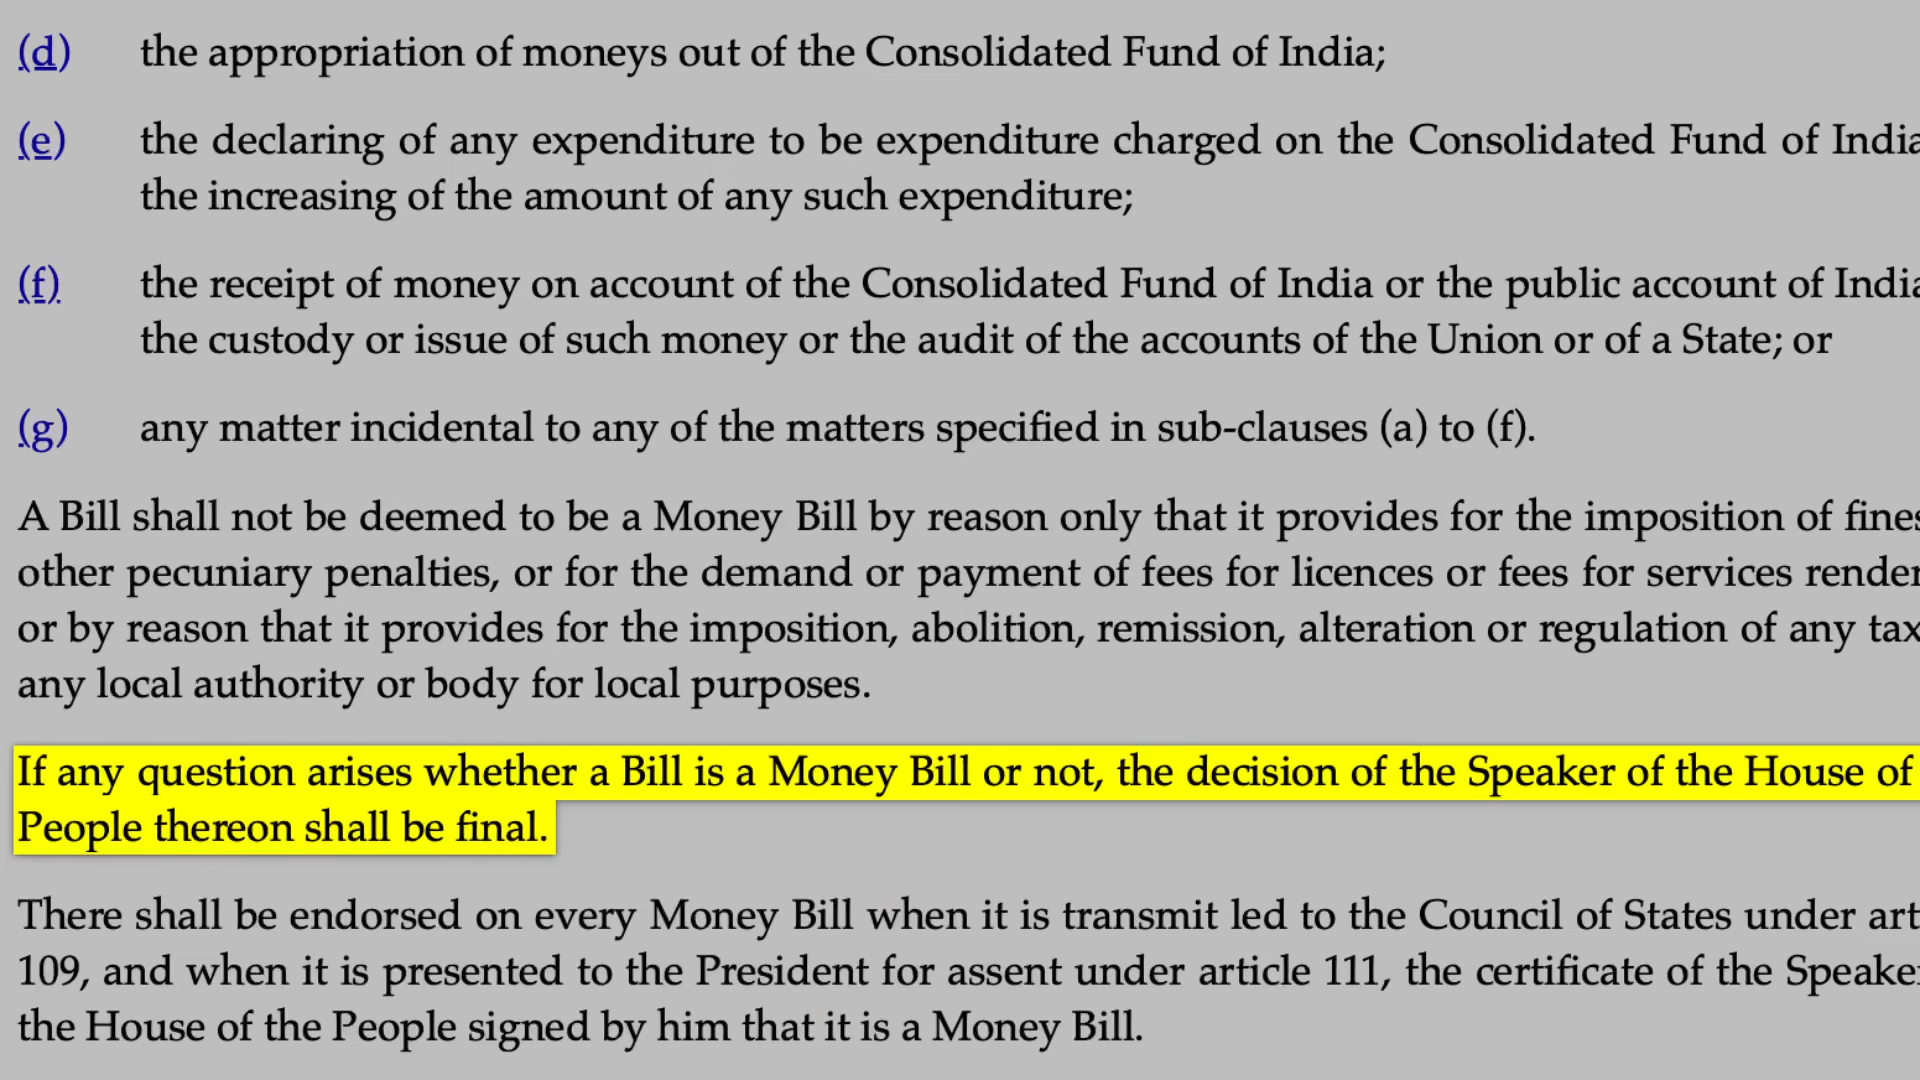 (d) the appropriation of moneys out of the Consolidated Fund of India;
(e) the declaring of any expenditure to be expenditure charged on the Consolidated Fund of India
the increasing of the amount of any such expenditure;
(f) the receipt of money on account of the Consolidated Fund of India or the public account of India
the custody or issue of such money or the audit of the accounts of the Union or of a State; or
(g) any matter incidental to any of the matters specified in sub-clauses (a) to (f).
A Bill shall not be deemed to be a Money Bill by reason only that it provides for the imposition of fines
other pecuniary penalties, or for the demand or payment of fees for licences or fees for services render
or by reason that it provides for the imposition, abolition, remission, alteration or regulation of any tax
any local authority or body for local purposes.
If any question arises whether a Bill is a Money Bill or not, the decision of the Speaker of the House of
People thereon shall be final.
There shall be endorsed on every Money Bill when it is transmit led to the Council of States under art
109, and when it is presented to the President for assent under article 111, the certificate of the Speaker
the House of the People signed by him that it is a Money Bill.